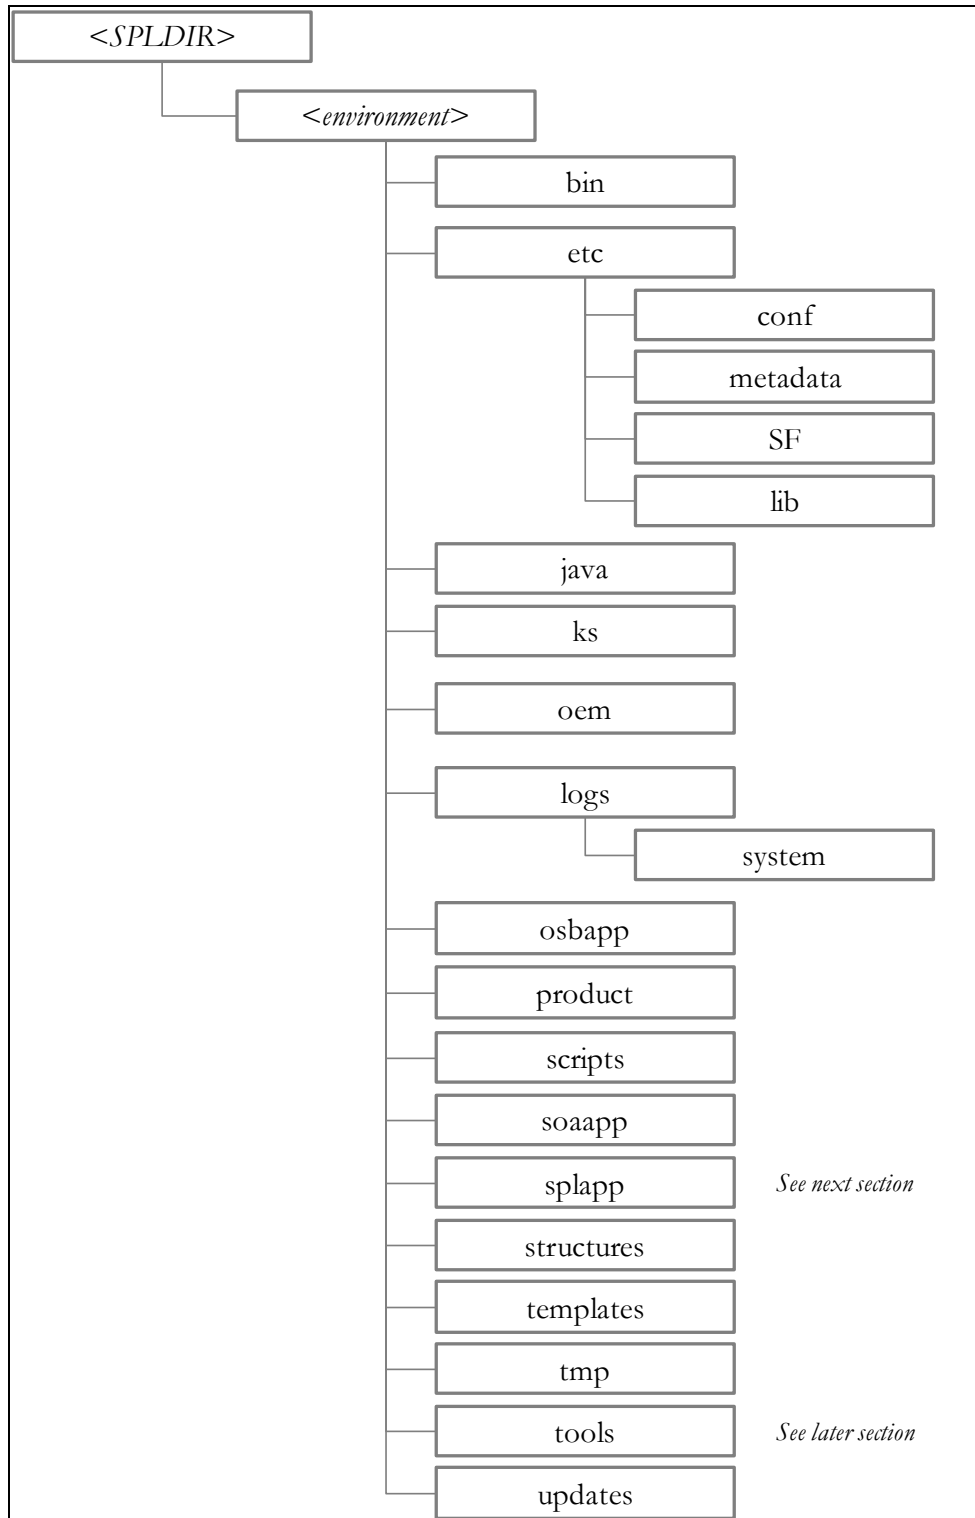 <SPLDIR>
<environment>
bin
etc
conf
metadata
SF
lib
java
ks
oem
logs
system
osbapp
product
scripts
soaapp
splapp
See next section
structures
templates
tmp
tools
See later section
updates